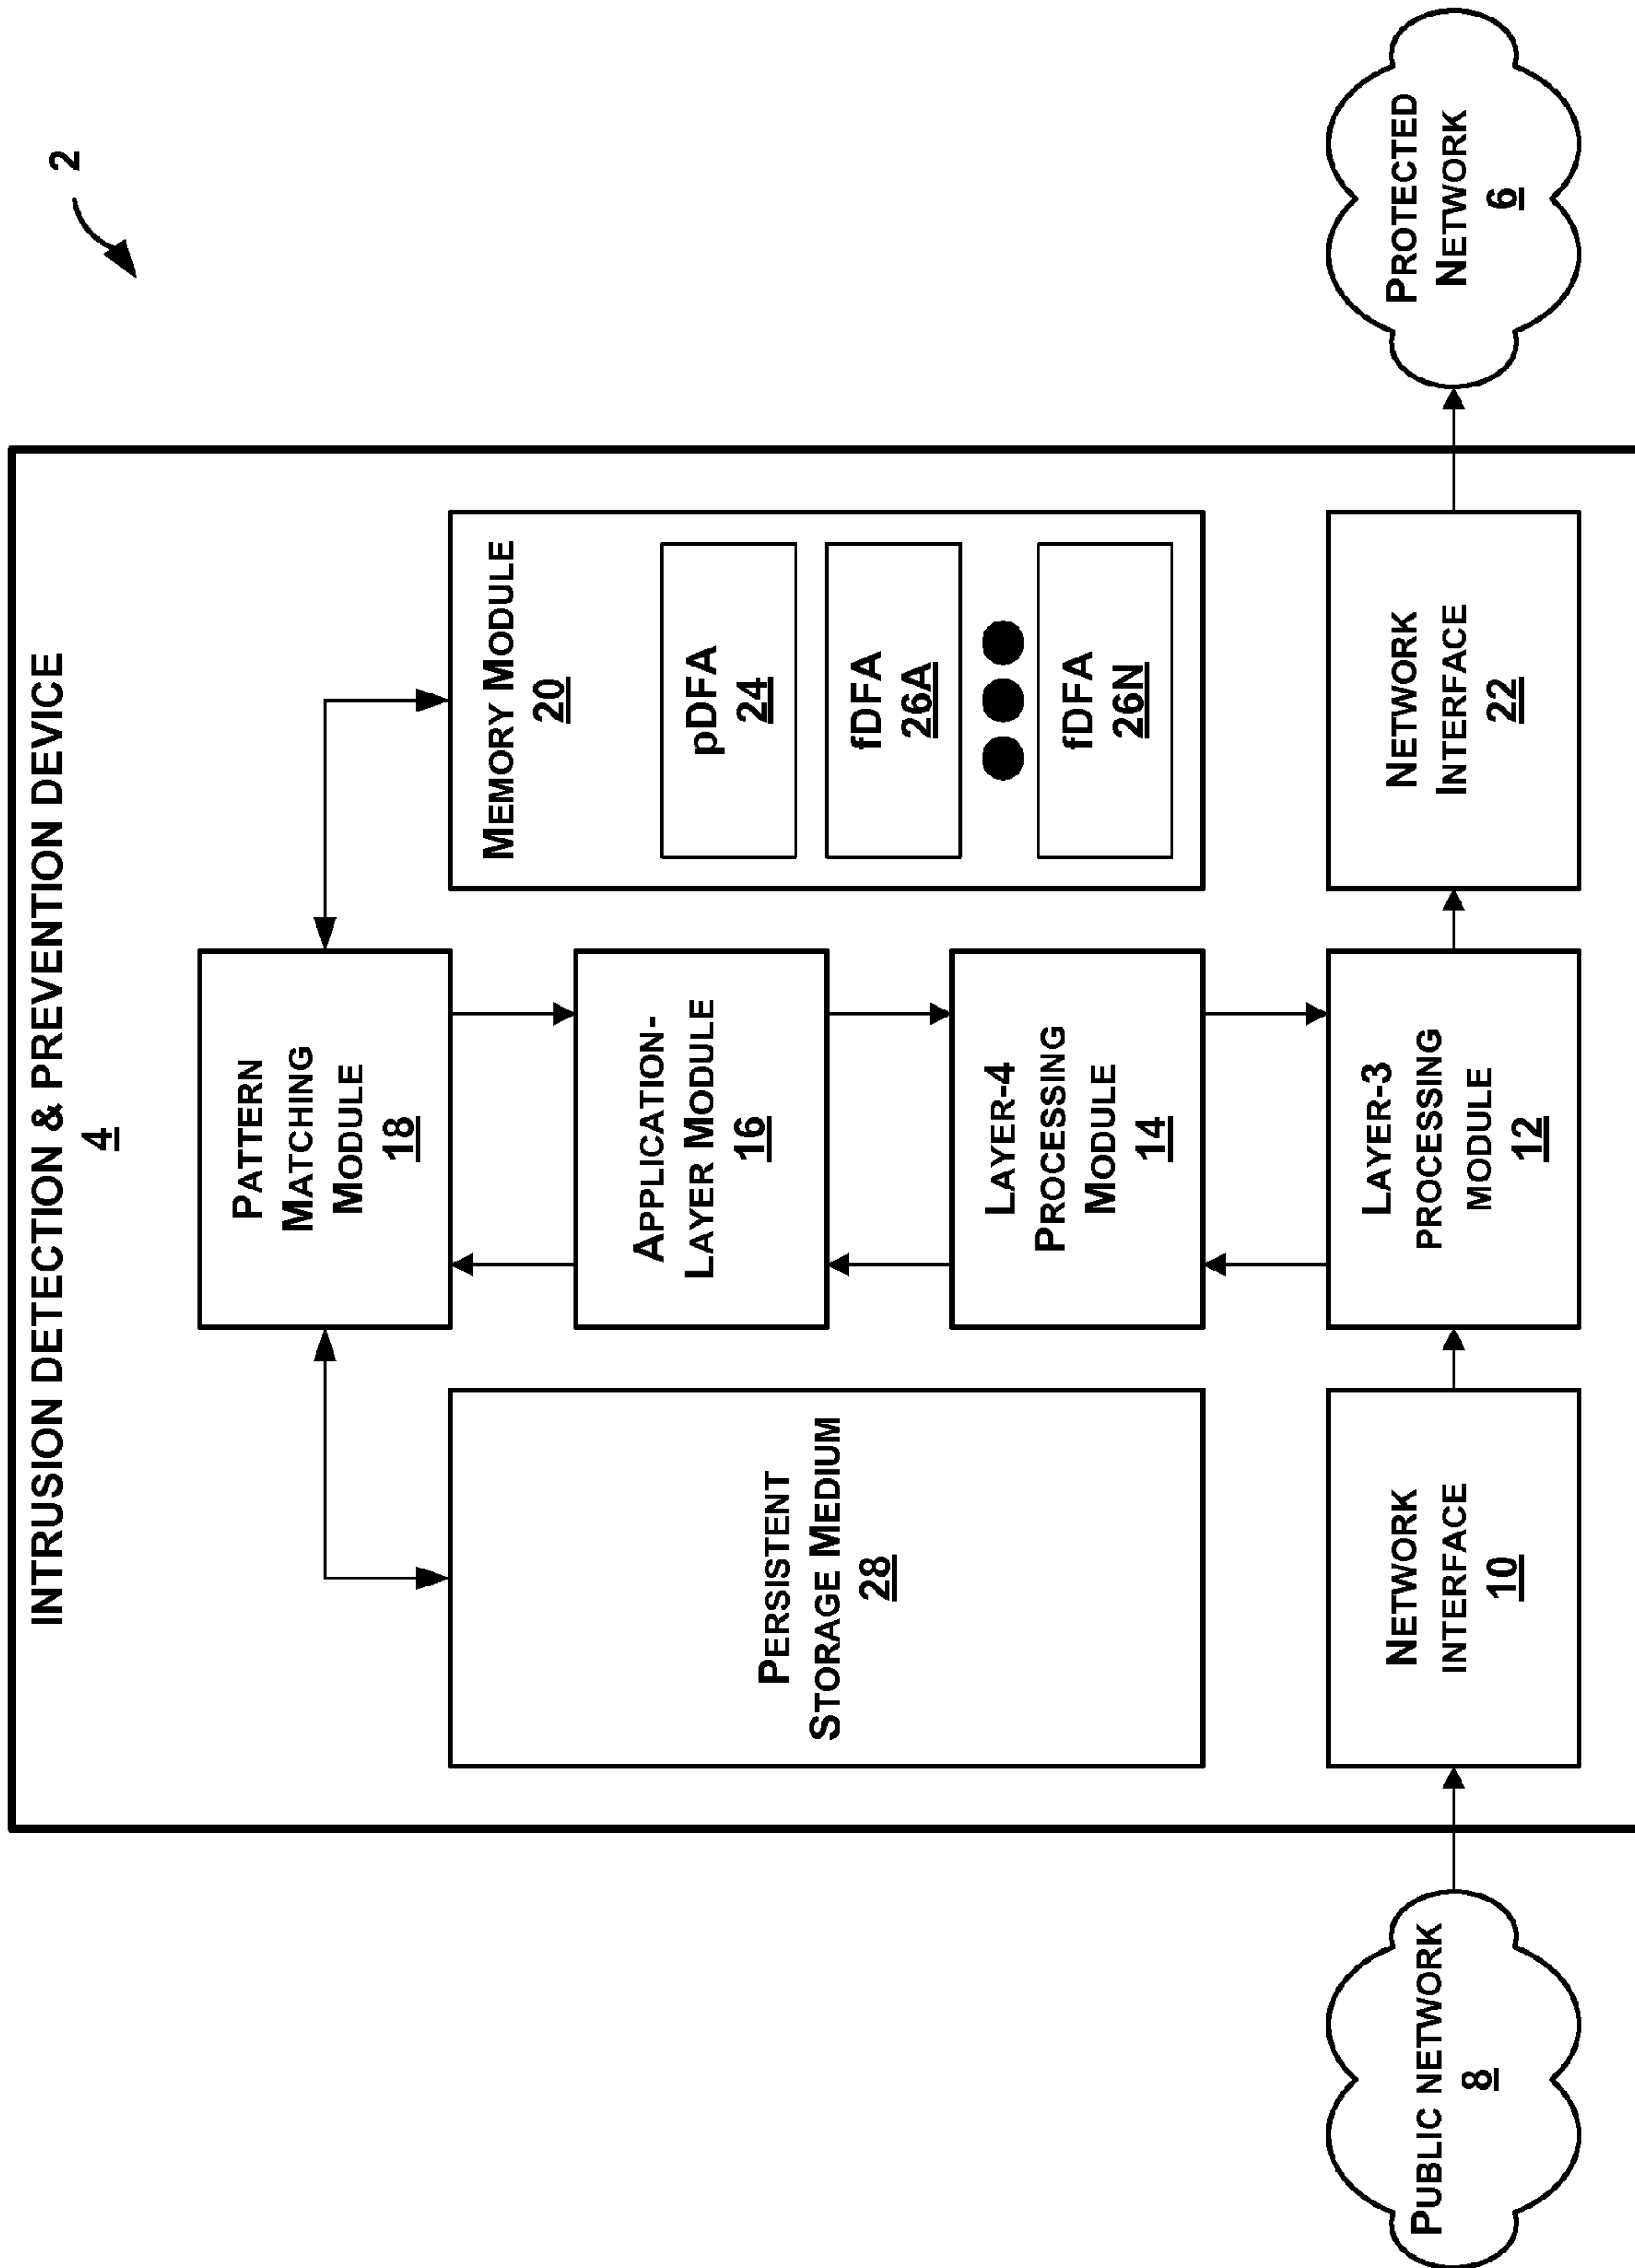 2
INTRUSION DETECTION & PREVENTION DEVICE
4
PATTERN
MATCHING
MODULE
18
MEMORY MODULE
20
pDFA
24
fDFA
26A
fDFA
26N
PERSISTENT
STORAGE MEDIUM
28
APPLICATION-
LAYER MODULE
16
LAYER-4
PROCESSING
MODULE
14
PUBLIC NETWORK
8
NETWORK
INTERFACE
10
LAYER-3
PROCESSING
MODULE
12
NETWORK
INTERFACE
22
PROTECTED
NETWORK
6